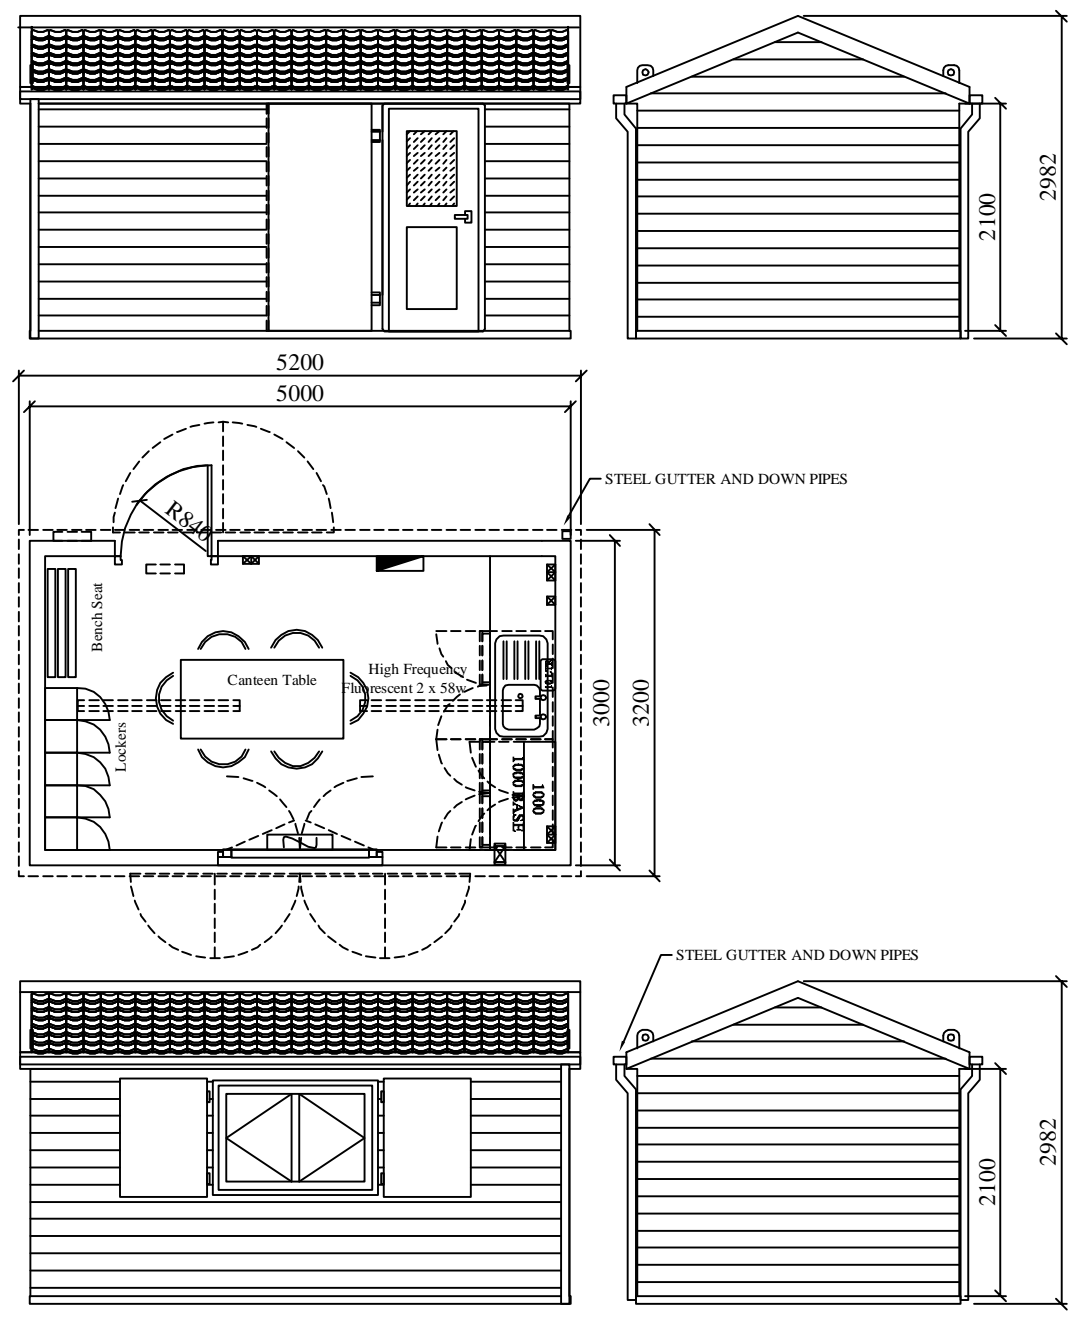 2100
2982
5200
5000
STEEL GUTTER AND DOWN PIPES
R840
Bench Seat
High Frequency
Fluorescent 2 x 58w
Canteen Table
Lockers
3000
3200
1000 BASE
1000
STEEL GUTTER AND DOWN PIPES
2100
2982